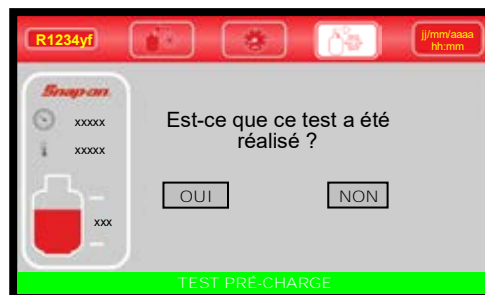 R1234yf
jj/mm/aaaa
hh:mm
Snap-on
xxxxx
xxxxx
xxx
Est-ce que ce test a été
réalisé ?
OUI
NON
TEST PRÉ-CHARGE